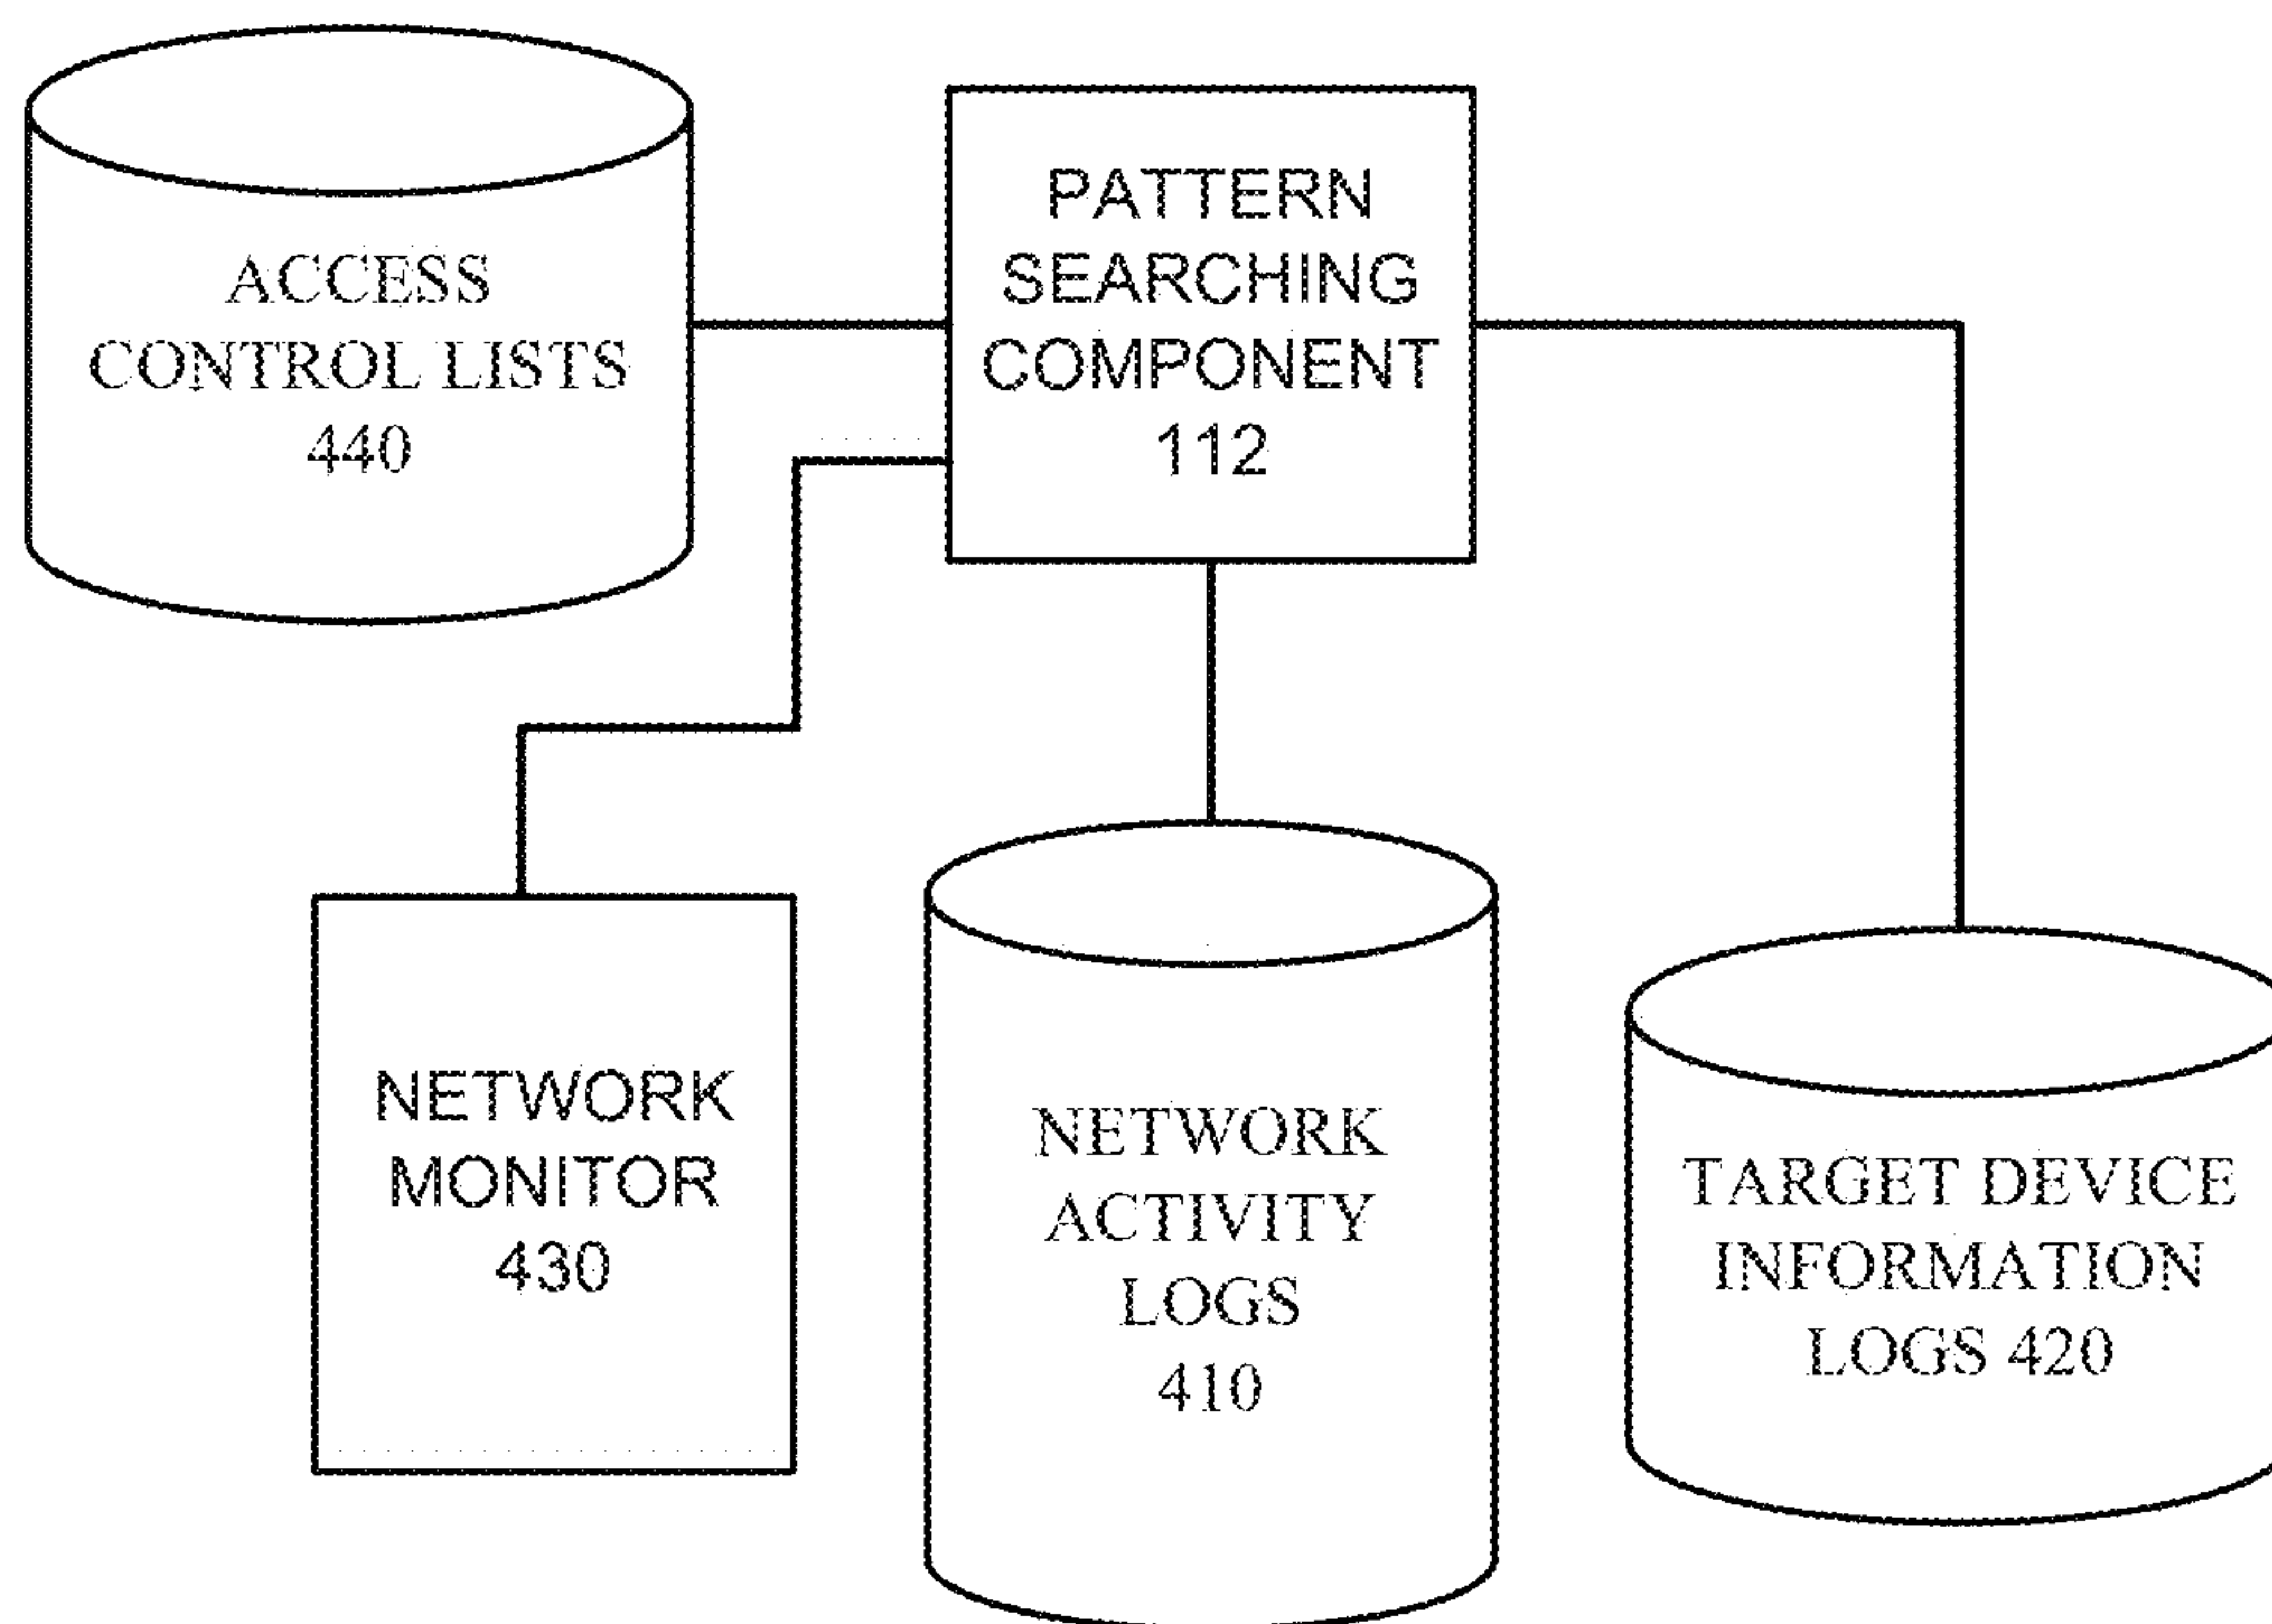 ACCESS
CONTROL LISTS
440
PATTERN
SEARCHING
COMPONENT
112
NETWORK
MONITOR
430
NETWORK
ACTIVITY
LOGS
410
TARGET DEVICE
INFORMATION
LOGS 420